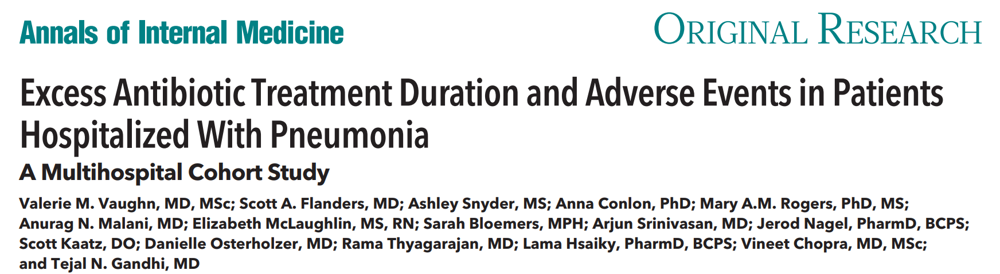 Annals of Internal Medicine
ORIGINAL RESEARCH
Excess Antibiotic Treatment Duration and Adverse Events in Patients
Hospitalized With Pneumonia
A Multihospital Cohort Study
Valerie M. Vaughn, MD, MSc; Scott A. Flanders, MD; Ashley Snyder, MS; Anna Conlon, PhD; Mary A.M. Rogers, PhD, MS;
Anurag N. Malani, MD; Elizabeth McLaughlin, MS, RN; Sarah Bloemers, MPH; Arjun Srinivasan, MD; Jerod Nagel, PharmD, BCPS;
Scott Kaatz, DO; Danielle Osterholzer, MD; Rama Thyagarajan, MD; Lama Hsaiky, PharmD, BCPS; Vineet Chopra, MD, MSc;
and Tejal N. Gandhi, MD